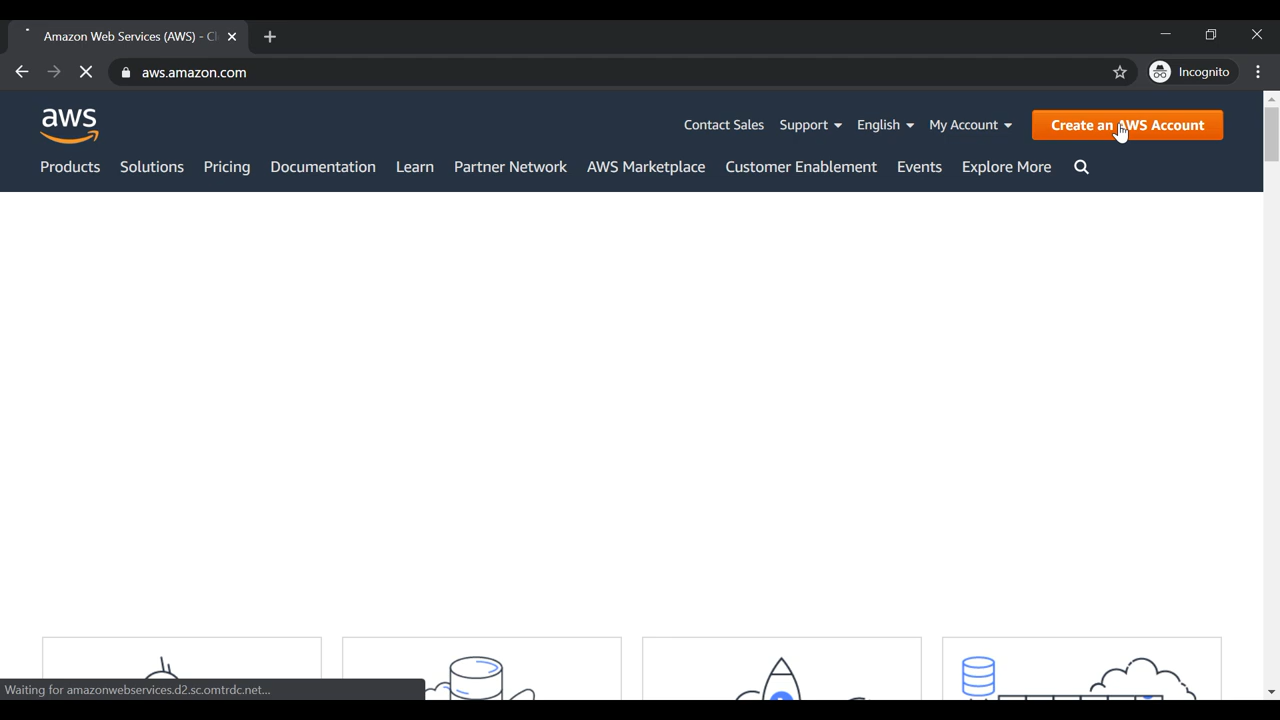 Amazon Web Services (AWS) - Cl
aws.amazon.com
Incognito
aws
Contact Sales Support English My Account Create an AWS Account
Products Solutions Pricing Documentation Learn Partner Network AWS Marketplace Customer Enablement Events Explore More
Waiting for amazonwebservices.d2.sc.omtrdc.net...